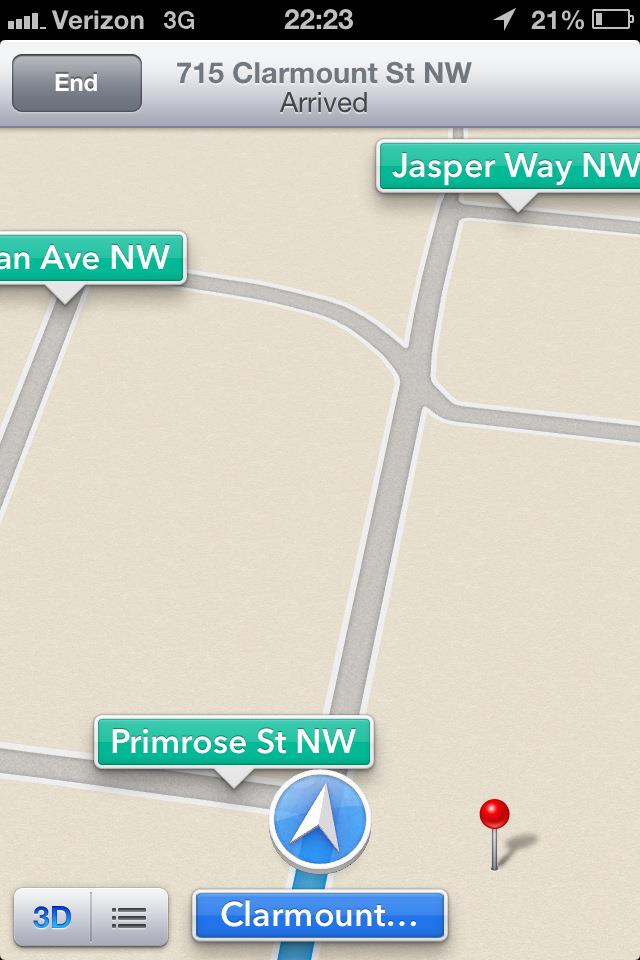 Verizon 3G 22:23 21%
End
715 Clarmount St NW
Arrived
Jasper Way NW
an Ave NW
Primrose St NW
3D
Clarmount...